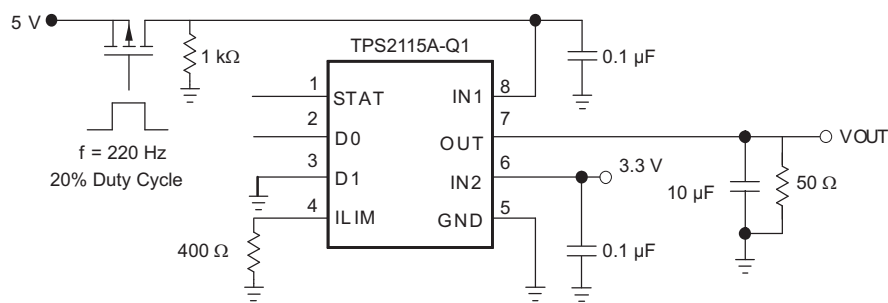 5 V
TPS2115A-Q1
1 kΩ
0.1 µF
1
STAT
IN1
8
2
D0
OUT
7
VOUT
f = 220 Hz
20% Duty Cycle
3
D1
IN2
6
3.3 V
10 µF
50 Ω
4
ILIM
GND
5
400 Ω
0.1 µF